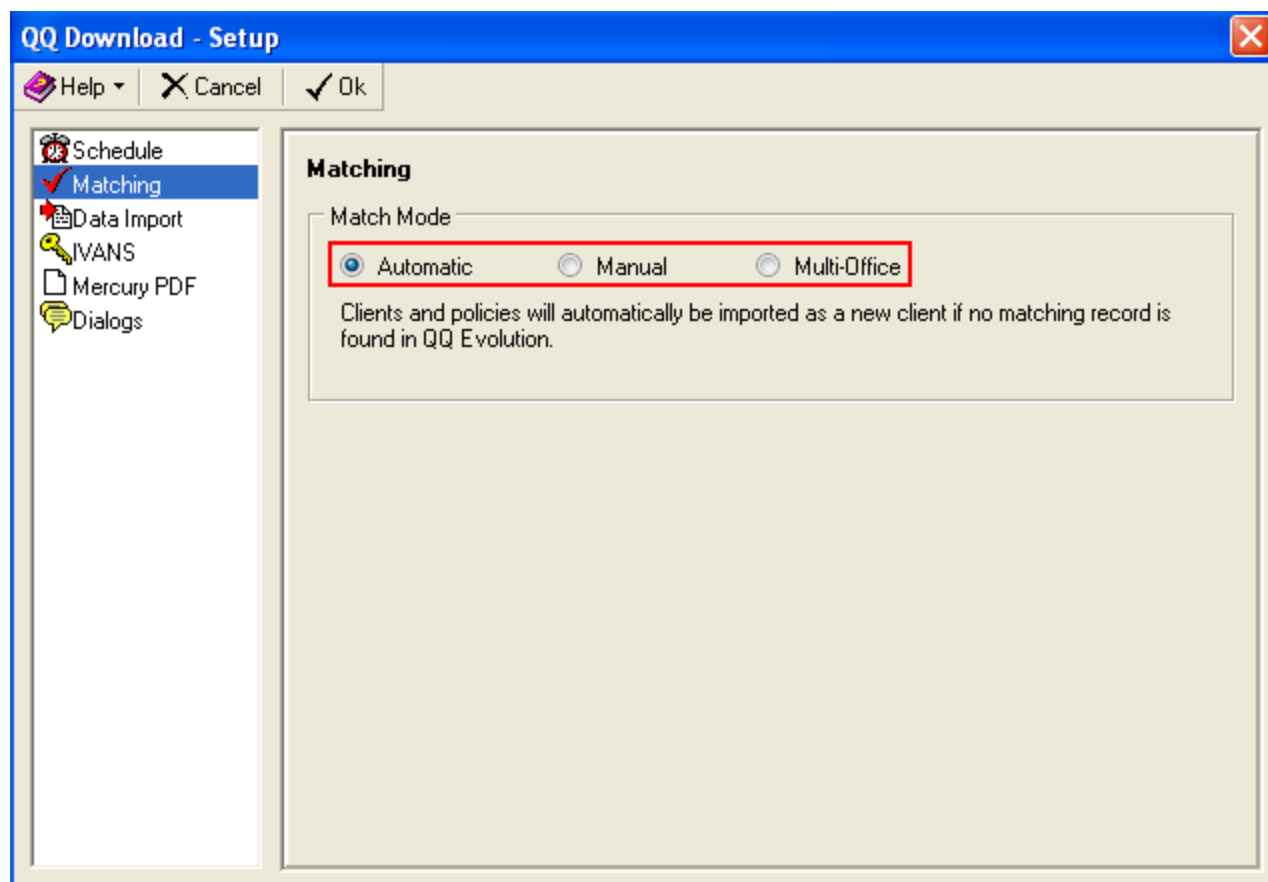 QQ Download - Setup
Help Cancel Ok
Schedule
Matching
Data Import
IVANS
Mercury PDF
Dialogs
Matching
Match Mode
Automatic Manual Multi-Office
Clients and policies will automatically be imported as a new client if no matching record is
found in QQ Evolution.